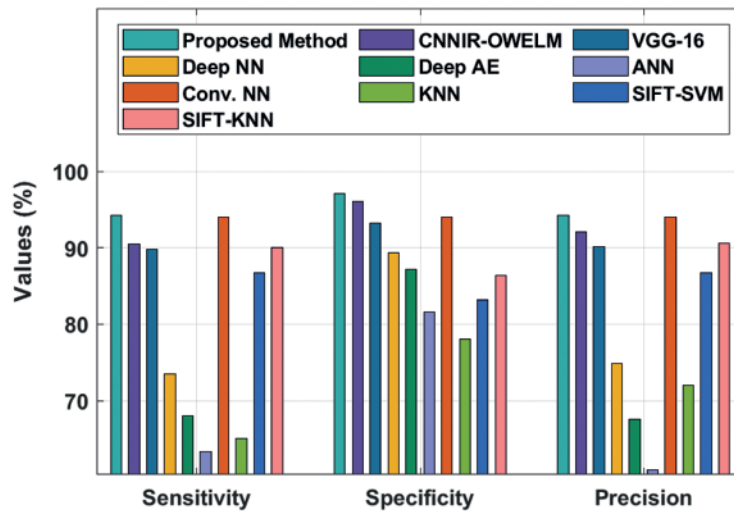 Proposed Method CNNIR-OWELM VGG-16
Deep NN Deep AE ANN
Conv. NN KNN SIFT-SVM
SIFT-KNN
100
90
80
70
Values (%)
Sensitivity Specificity Precision